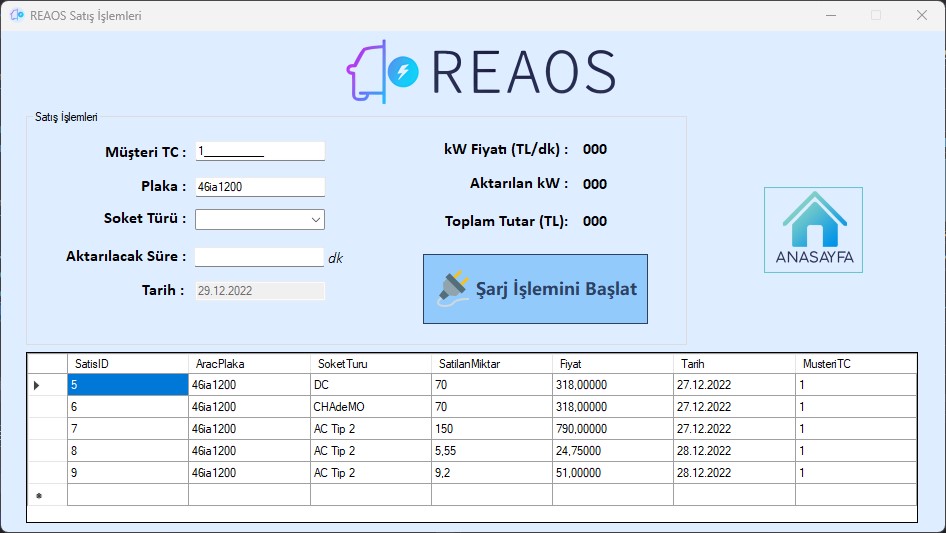 REAOS Satış İşlemleri
REAOS
Satış İşlemleri
Müşteri TC : 1__________
Plaka : 46ia1200
Soket Türü :
Aktarılacak Süre : dk
Tarih : 29.12.2022
kW Fiyatı (TL/dk) : 000
Aktarılan kW : 000
Toplam Tutar (TL): 000
Şarj İşlemini Başlat
ANASAYFA
SatisID AracPlaka SoketTuru SatilanMiktar Fiyat Tarih MusteriTC
5 46ia1200 DC 70 318,00000 27.12.2022 1
6 46ia1200 CHAdeMO 70 318,00000 27.12.2022 1
7 46ia1200 AC Tip 2 150 790,00000 27.12.2022 1
8 46ia1200 AC Tip 2 5,55 24,75000 28.12.2022 1
9 46ia1200 AC Tip 2 9,2 51,00000 28.12.2022 1